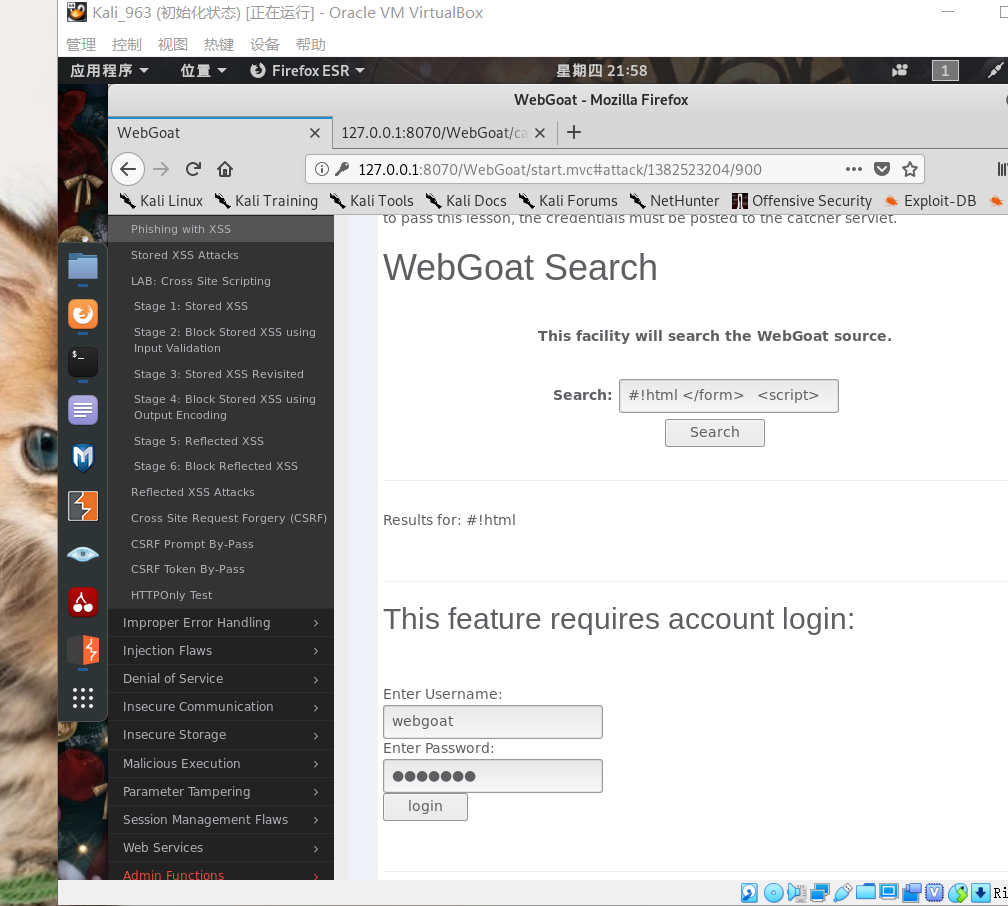 Kali_963 (初始化状态) [正在运行] - Oracle VM VirtualBox
管理 控制 视图 热键 设备 帮助
应用程序 位置 Firefox ESR 星期四 21:58 1
WebGoat - Mozilla Firefox
WebGoat 127.0.0.1:8070/WebGoat/ca
127.0.0.1:8070/WebGoat/start.mvc#attack/1382523204/900
Kali Linux Kali Training Kali Tools Kali Docs Kali Forums NetHunter Offensive Security Exploit-DB
to pass this lesson, the credentials must be posted to the catcher servlet.
Phishing with XSS
Stored XSS Attacks
LAB: Cross Site Scripting
Stage 1: Stored XSS
Stage 2: Block Stored XSS using
Input Validation
Stage 3: Stored XSS Revisited
Stage 4: Block Stored XSS using
Output Encoding
Stage 5: Reflected XSS
Stage 6: Block Reflected XSS
Reflected XSS Attacks
Cross Site Request Forgery (CSRF)
CSRF Prompt By-Pass
CSRF Token By-Pass
HTTPOnly Test
Improper Error Handling
Injection Flaws
Denial of Service
Insecure Communication
Insecure Storage
Malicious Execution
Parameter Tampering
Session Management Flaws
Web Services
Admin Functions
WebGoat Search
This facility will search the WebGoat source.
Search: #!html </form> <script>
Search
Results for: #!html
This feature requires account login:
Enter Username:
webgoat
Enter Password:
●●●●●●●
login
Ri